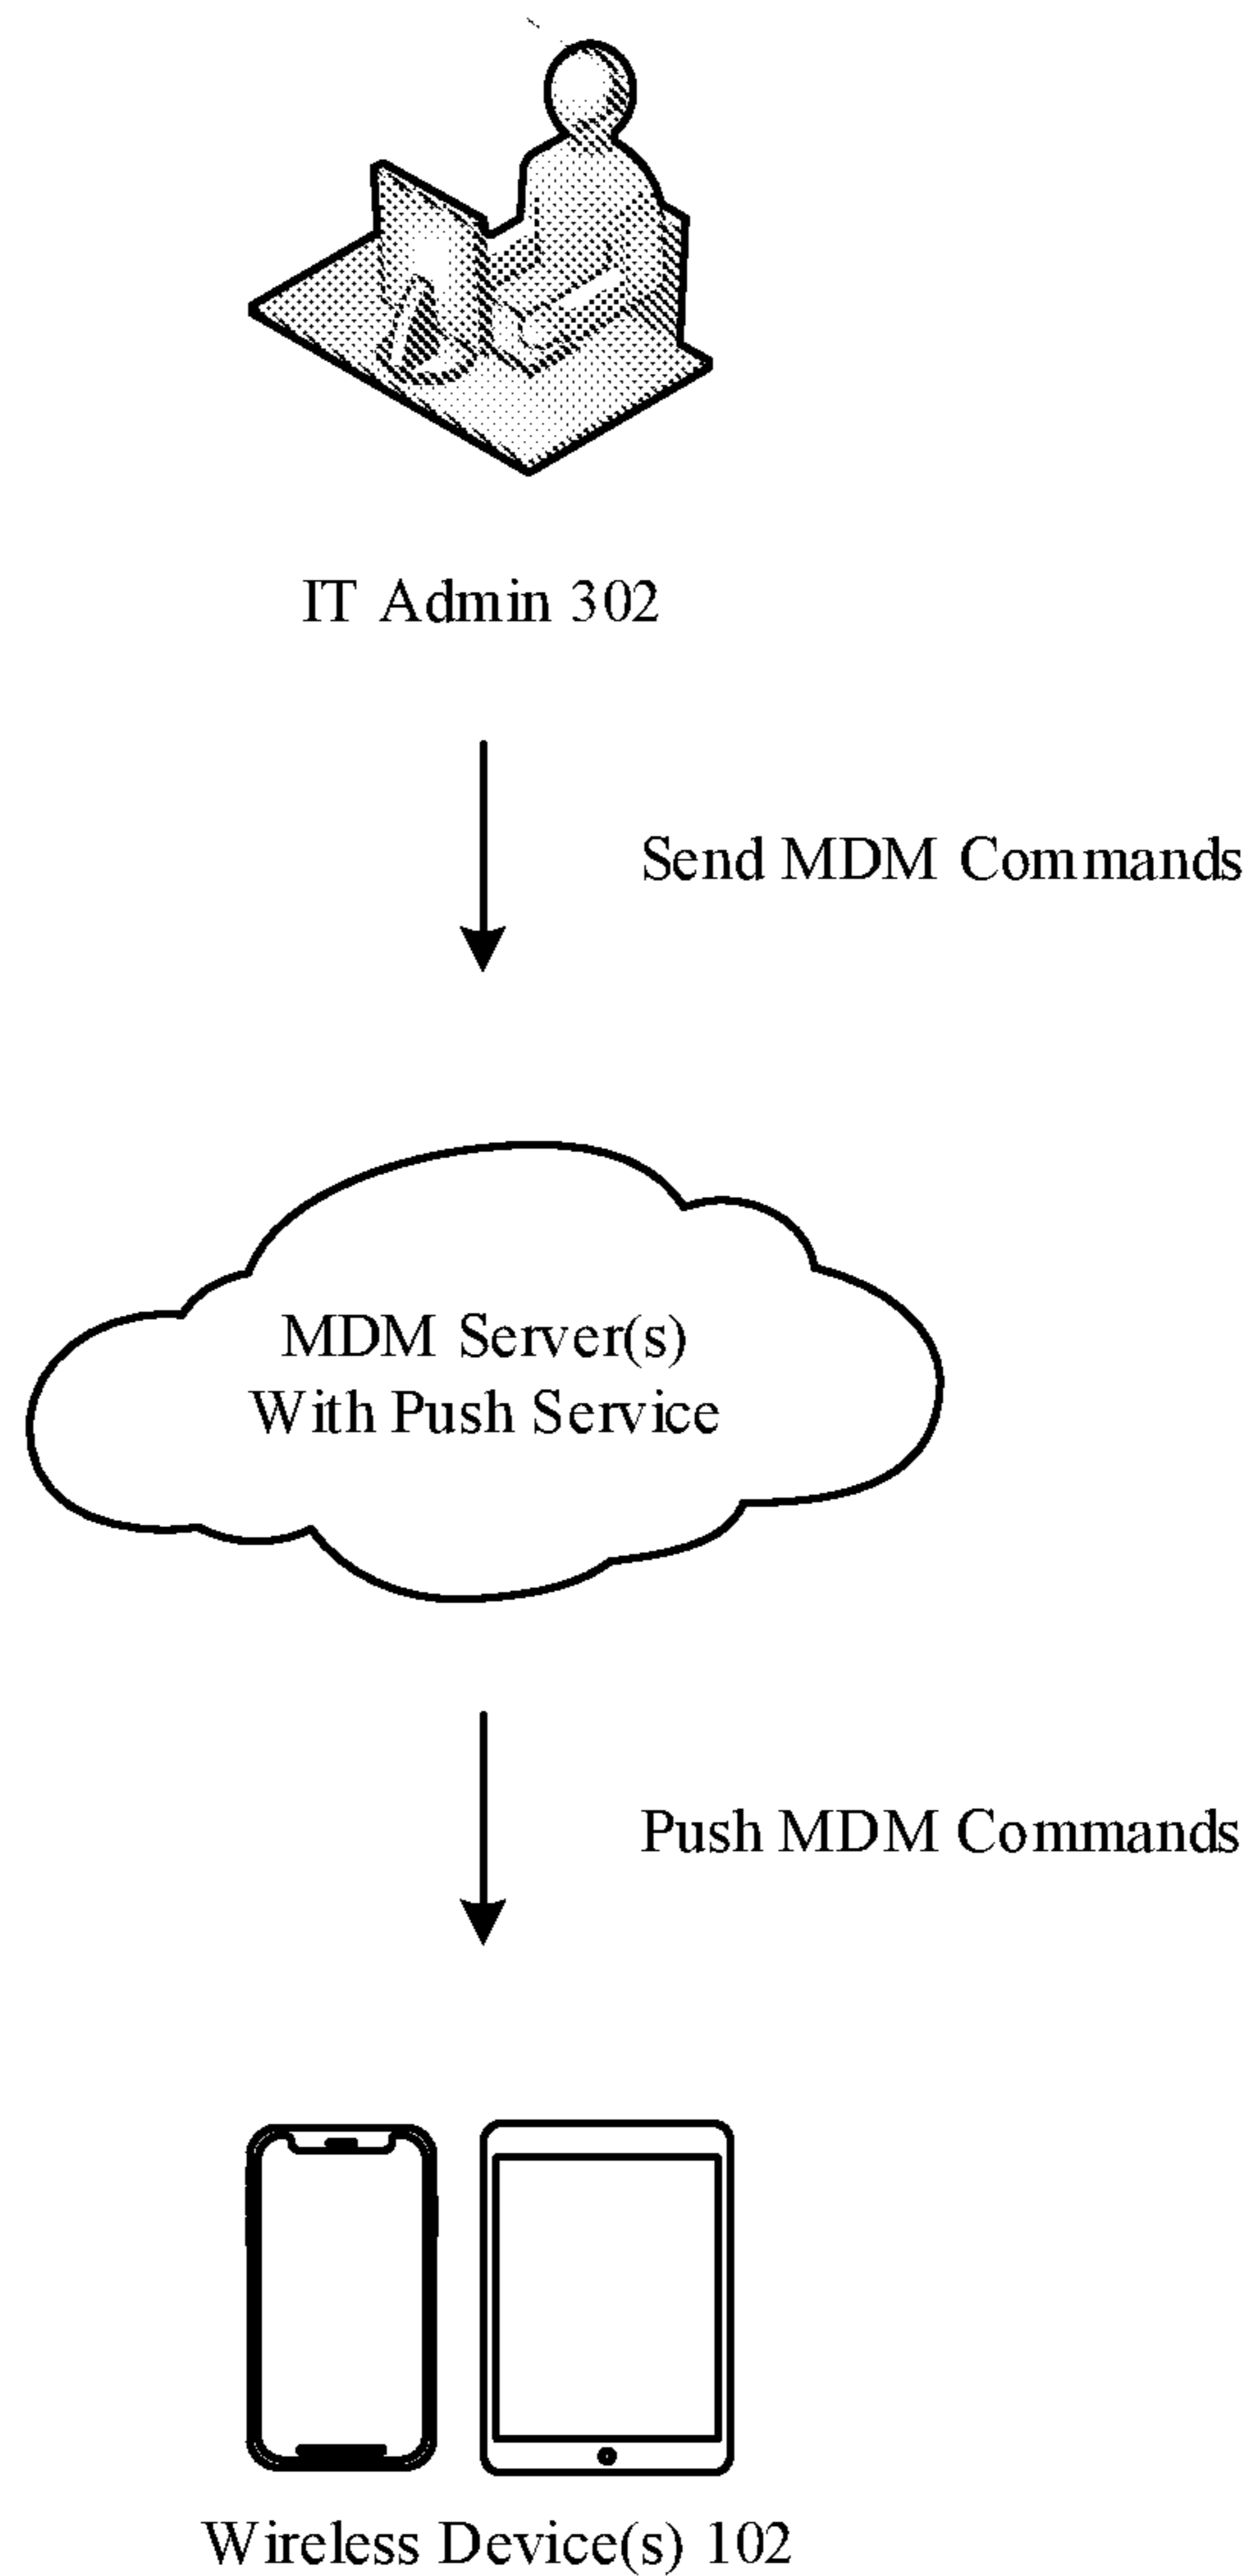 IT Admin 302
Send MDM Commands
MDM Server(s)
With Push Service
Push MDM Commands
Wireless Device(s) 102